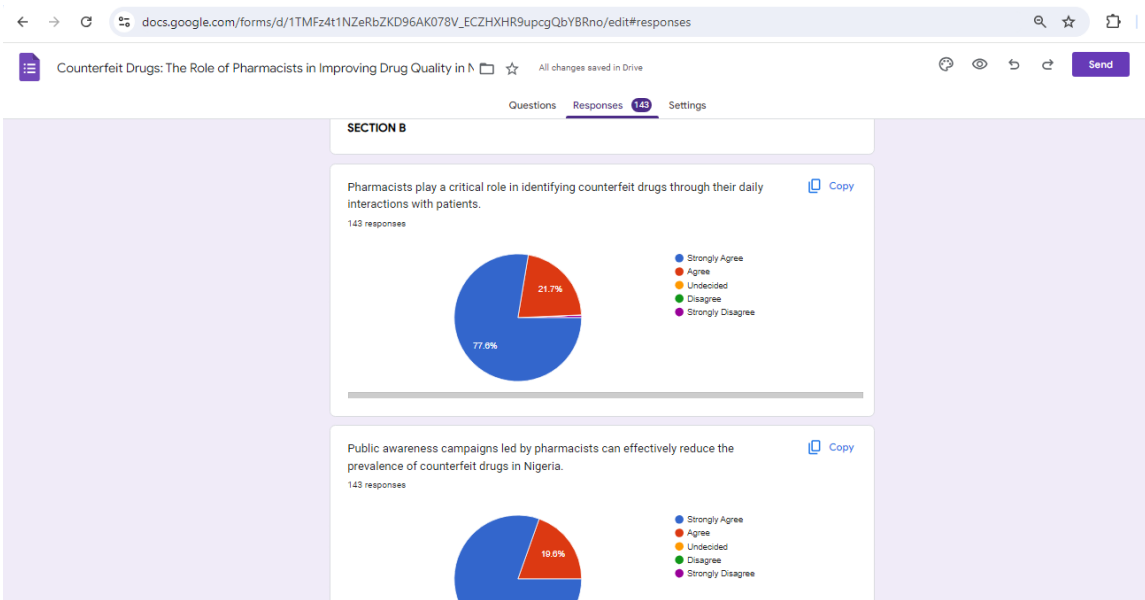 docs.google.com/forms/d/1TMFz4t1NZeRbZKD96AK078V_ECZHXHR9upcgQbYBRno/edit#responses
Counterfeit Drugs: The Role of Pharmacists in Improving Drug Quality in N
All changes saved in Drive
Send
Questions Responses 143 Settings
SECTION B
Pharmacists play a critical role in identifying counterfeit drugs through their daily
interactions with patients.
Copy
143 responses
21.7%
77.6%
Strongly Agree
Agree
Undecided
Disagree
Strongly Disagree
Public awareness campaigns led by pharmacists can effectively reduce the
prevalence of counterfeit drugs in Nigeria.
Copy
143 responses
19.6%
Strongly Agree
Agree
Undecided
Disagree
Strongly Disagree